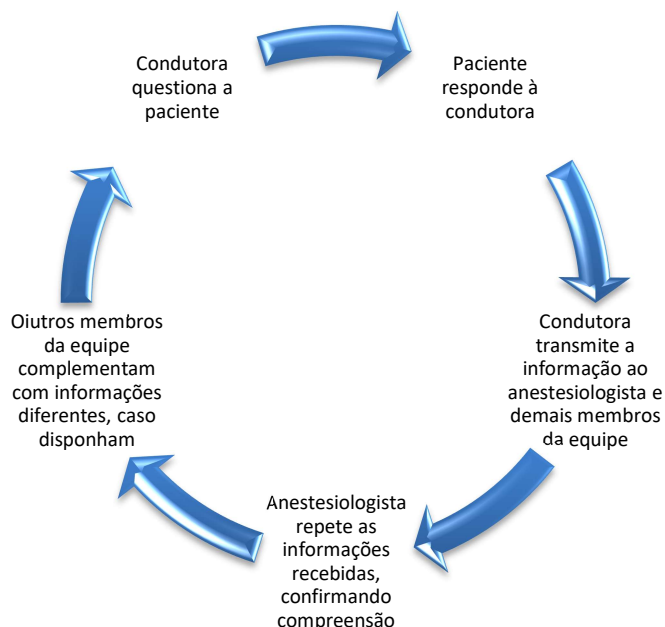 Condutora
questiona a
paciente
Paciente
responde à
condutora
Condutora
transmite a
informação ao
anestesiologista e
demais membros
da equipe
Anestesiologista
repete as
informações
recebidas,
confirmando
compreensão
Oiutros membros
da equipe
complementam
com informações
diferentes, caso
disponham